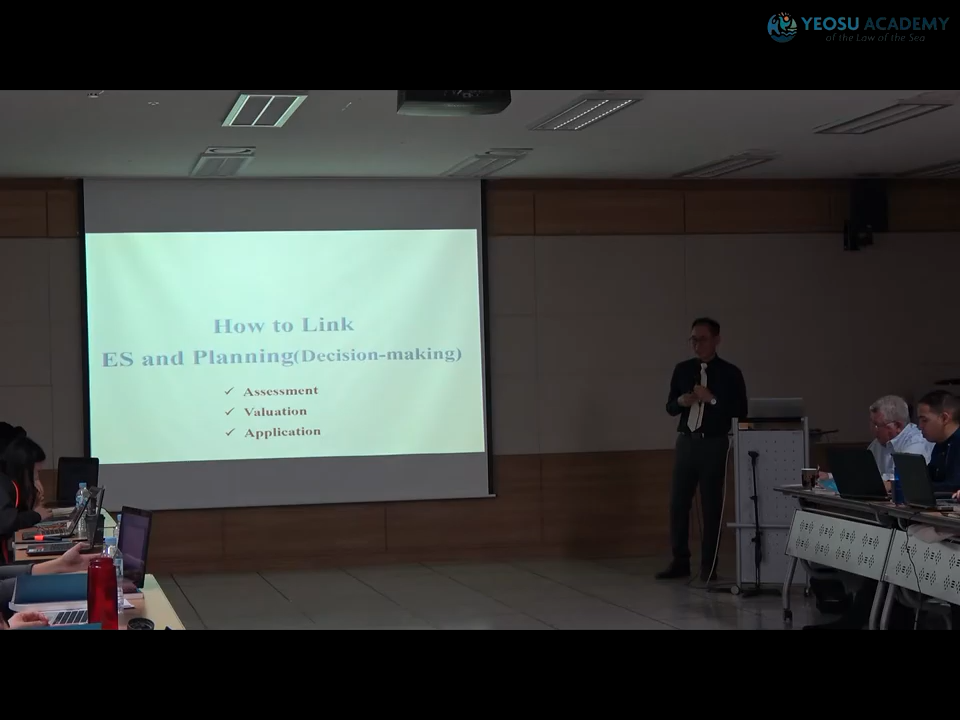 YEOSU ACADEMY
of the Law of the Sea
How to Link
ES and Planning(Decision-making)
✓ Assessment
✓ Valuation
✓ Application